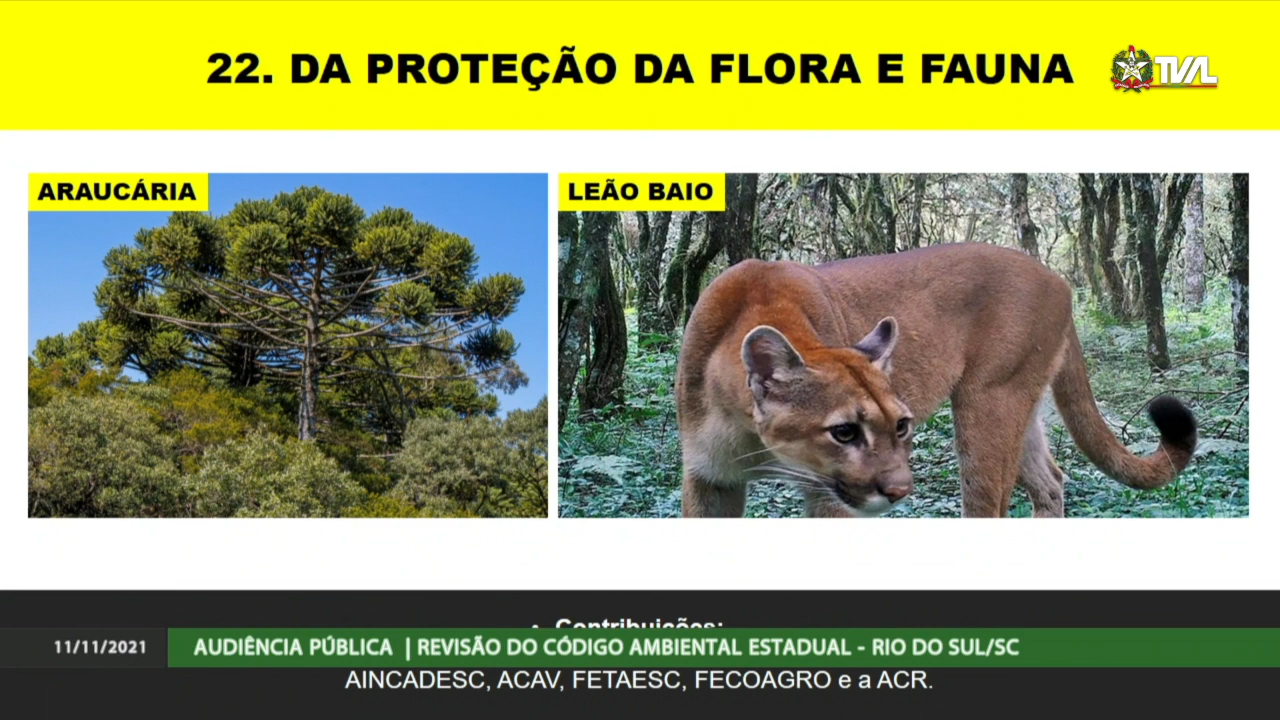 22. DA PROTEÇÃO DA FLORA E FAUNA
TVAL
ARAUCÁRIA
LEÃO BAIO
• Contribuições:
11/11/2021
AUDIÊNCIA PÚBLICA | REVISÃO DO CÓDIGO AMBIENTAL ESTADUAL - RIO DO SUL/SC
AINCADESC, ACAV, FETAESC, FECOAGRO e a ACR.